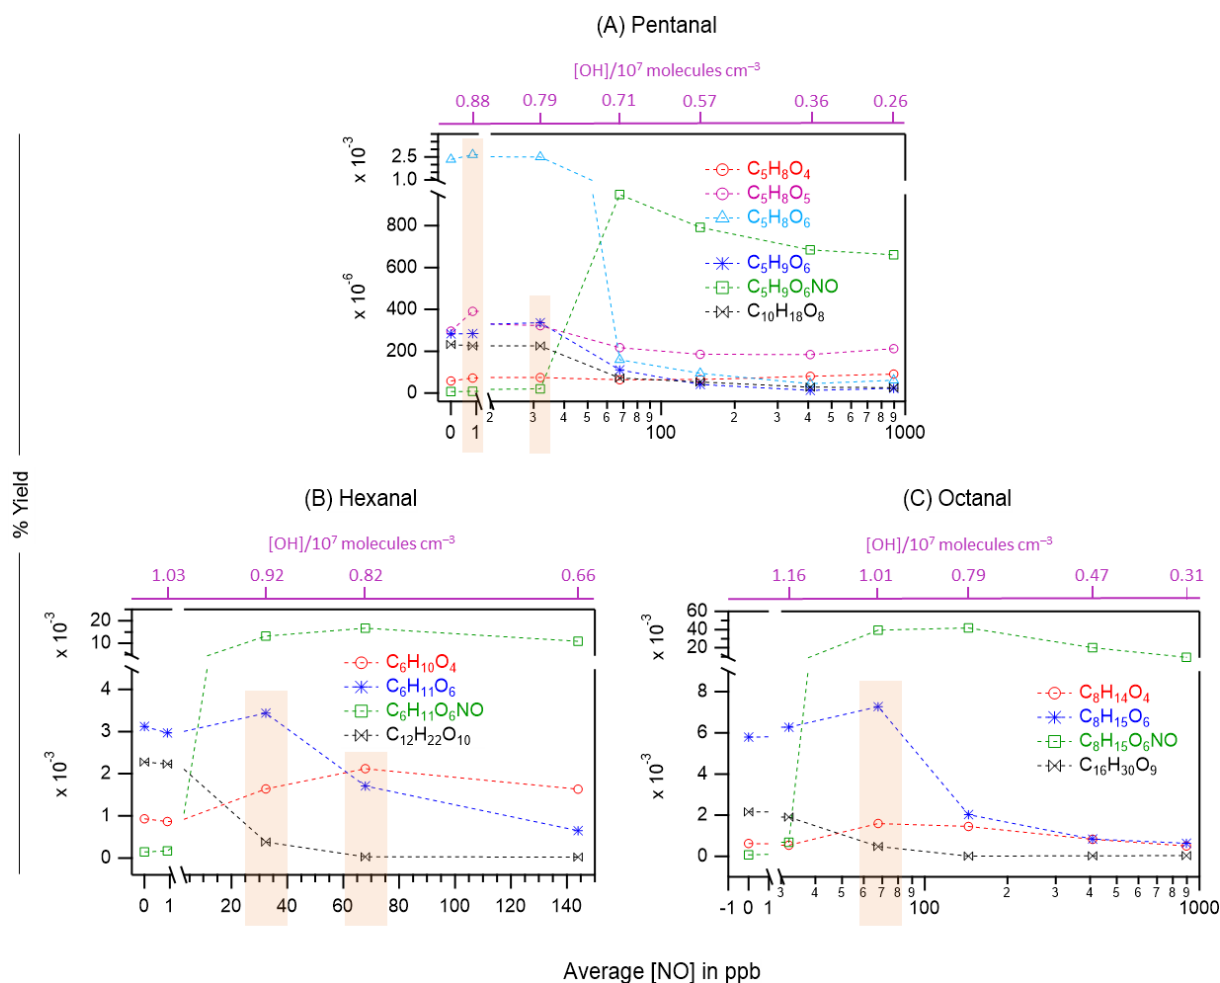 (A) Pentanal
[OH]/10⁷ molecules cm⁻³
0.88 0.79 0.71 0.57 0.36 0.26
x 10⁻³
2.5
1.0
C₅H₈O₄
C₅H₈O₅
C₅H₈O₆
C₅H₉O₆
C₅H₉O₆NO
C₁₀H₁₈O₈
x 10⁻⁶
800
600
400
200
0
2 3 4 5 6 7 8 9 2 3 4 5 6 7 8 9
0 1 100 1000
% Yield
(B) Hexanal
[OH]/10⁷ molecules cm⁻³
1.03 0.92 0.82 0.66
x 10⁻³
20
10
C₆H₁₀O₄
C₆H₁₁O₆
C₆H₁₁O₆NO
C₁₂H₂₂O₁₀
x 10⁻³
4
3
2
1
0
0 1 20 40 60 80 100 120 140
(C) Octanal
[OH]/10⁷ molecules cm⁻³
1.16 1.01 0.79 0.47 0.31
x 10⁻³
60
40
20
C₈H₁₄O₄
C₈H₁₅O₆
C₈H₁₅O₆NO
C₁₆H₃₀O₉
x 10⁻³
8
6
4
2
0
3 4 5 6 7 8 9 2 3 4 5 6 7 8 9
-1 0 1 100 1000
Average [NO] in ppb